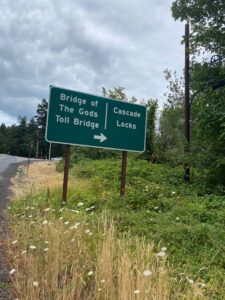 Bridge of
The Gods
Toll Bridge
Cascade
Locks